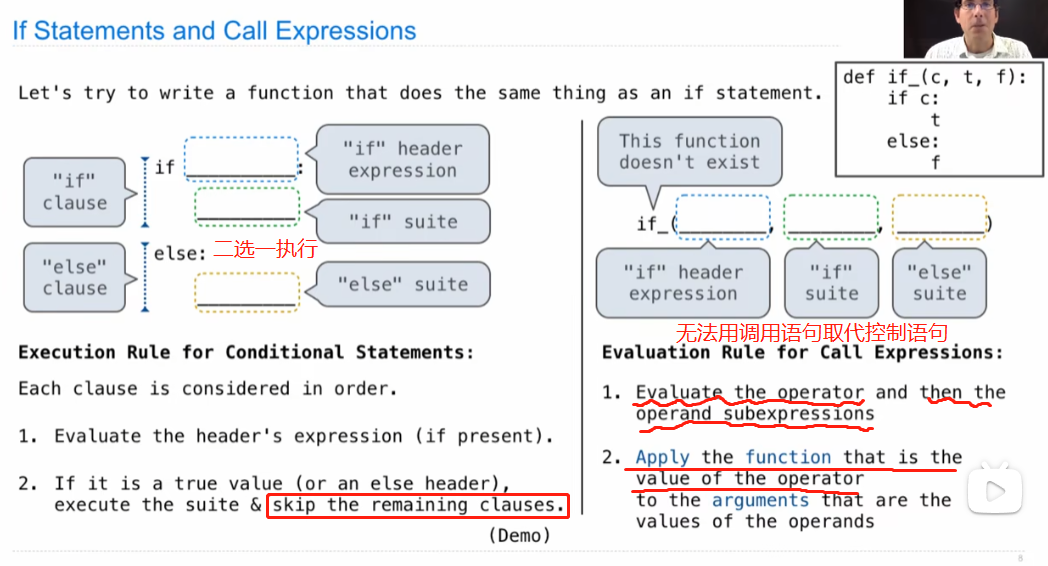 If Statements and Call Expressions
Let's try to write a function that does the same thing as an if statement.
def if_(c, t, f):
if c:
t
else:
f
"if"
clause
if __________:
"if" header
expression
__________
"if" suite
"else"
clause
else: 二选一执行
__________
"else" suite
This function
doesn't exist
if_(________, ________, ________)
"if" header
expression
"if"
suite
"else"
suite
无法用调用语句取代控制语句
Execution Rule for Conditional Statements:
Each clause is considered in order.
1. Evaluate the header's expression (if present).
2. If it is a true value (or an else header),
execute the suite & skip the remaining clauses.
(Demo)
Evaluation Rule for Call Expressions:
1. Evaluate the operator and then the
operand subexpressions
2. Apply the function that is the
value of the operator
to the arguments that are the
values of the operands
8